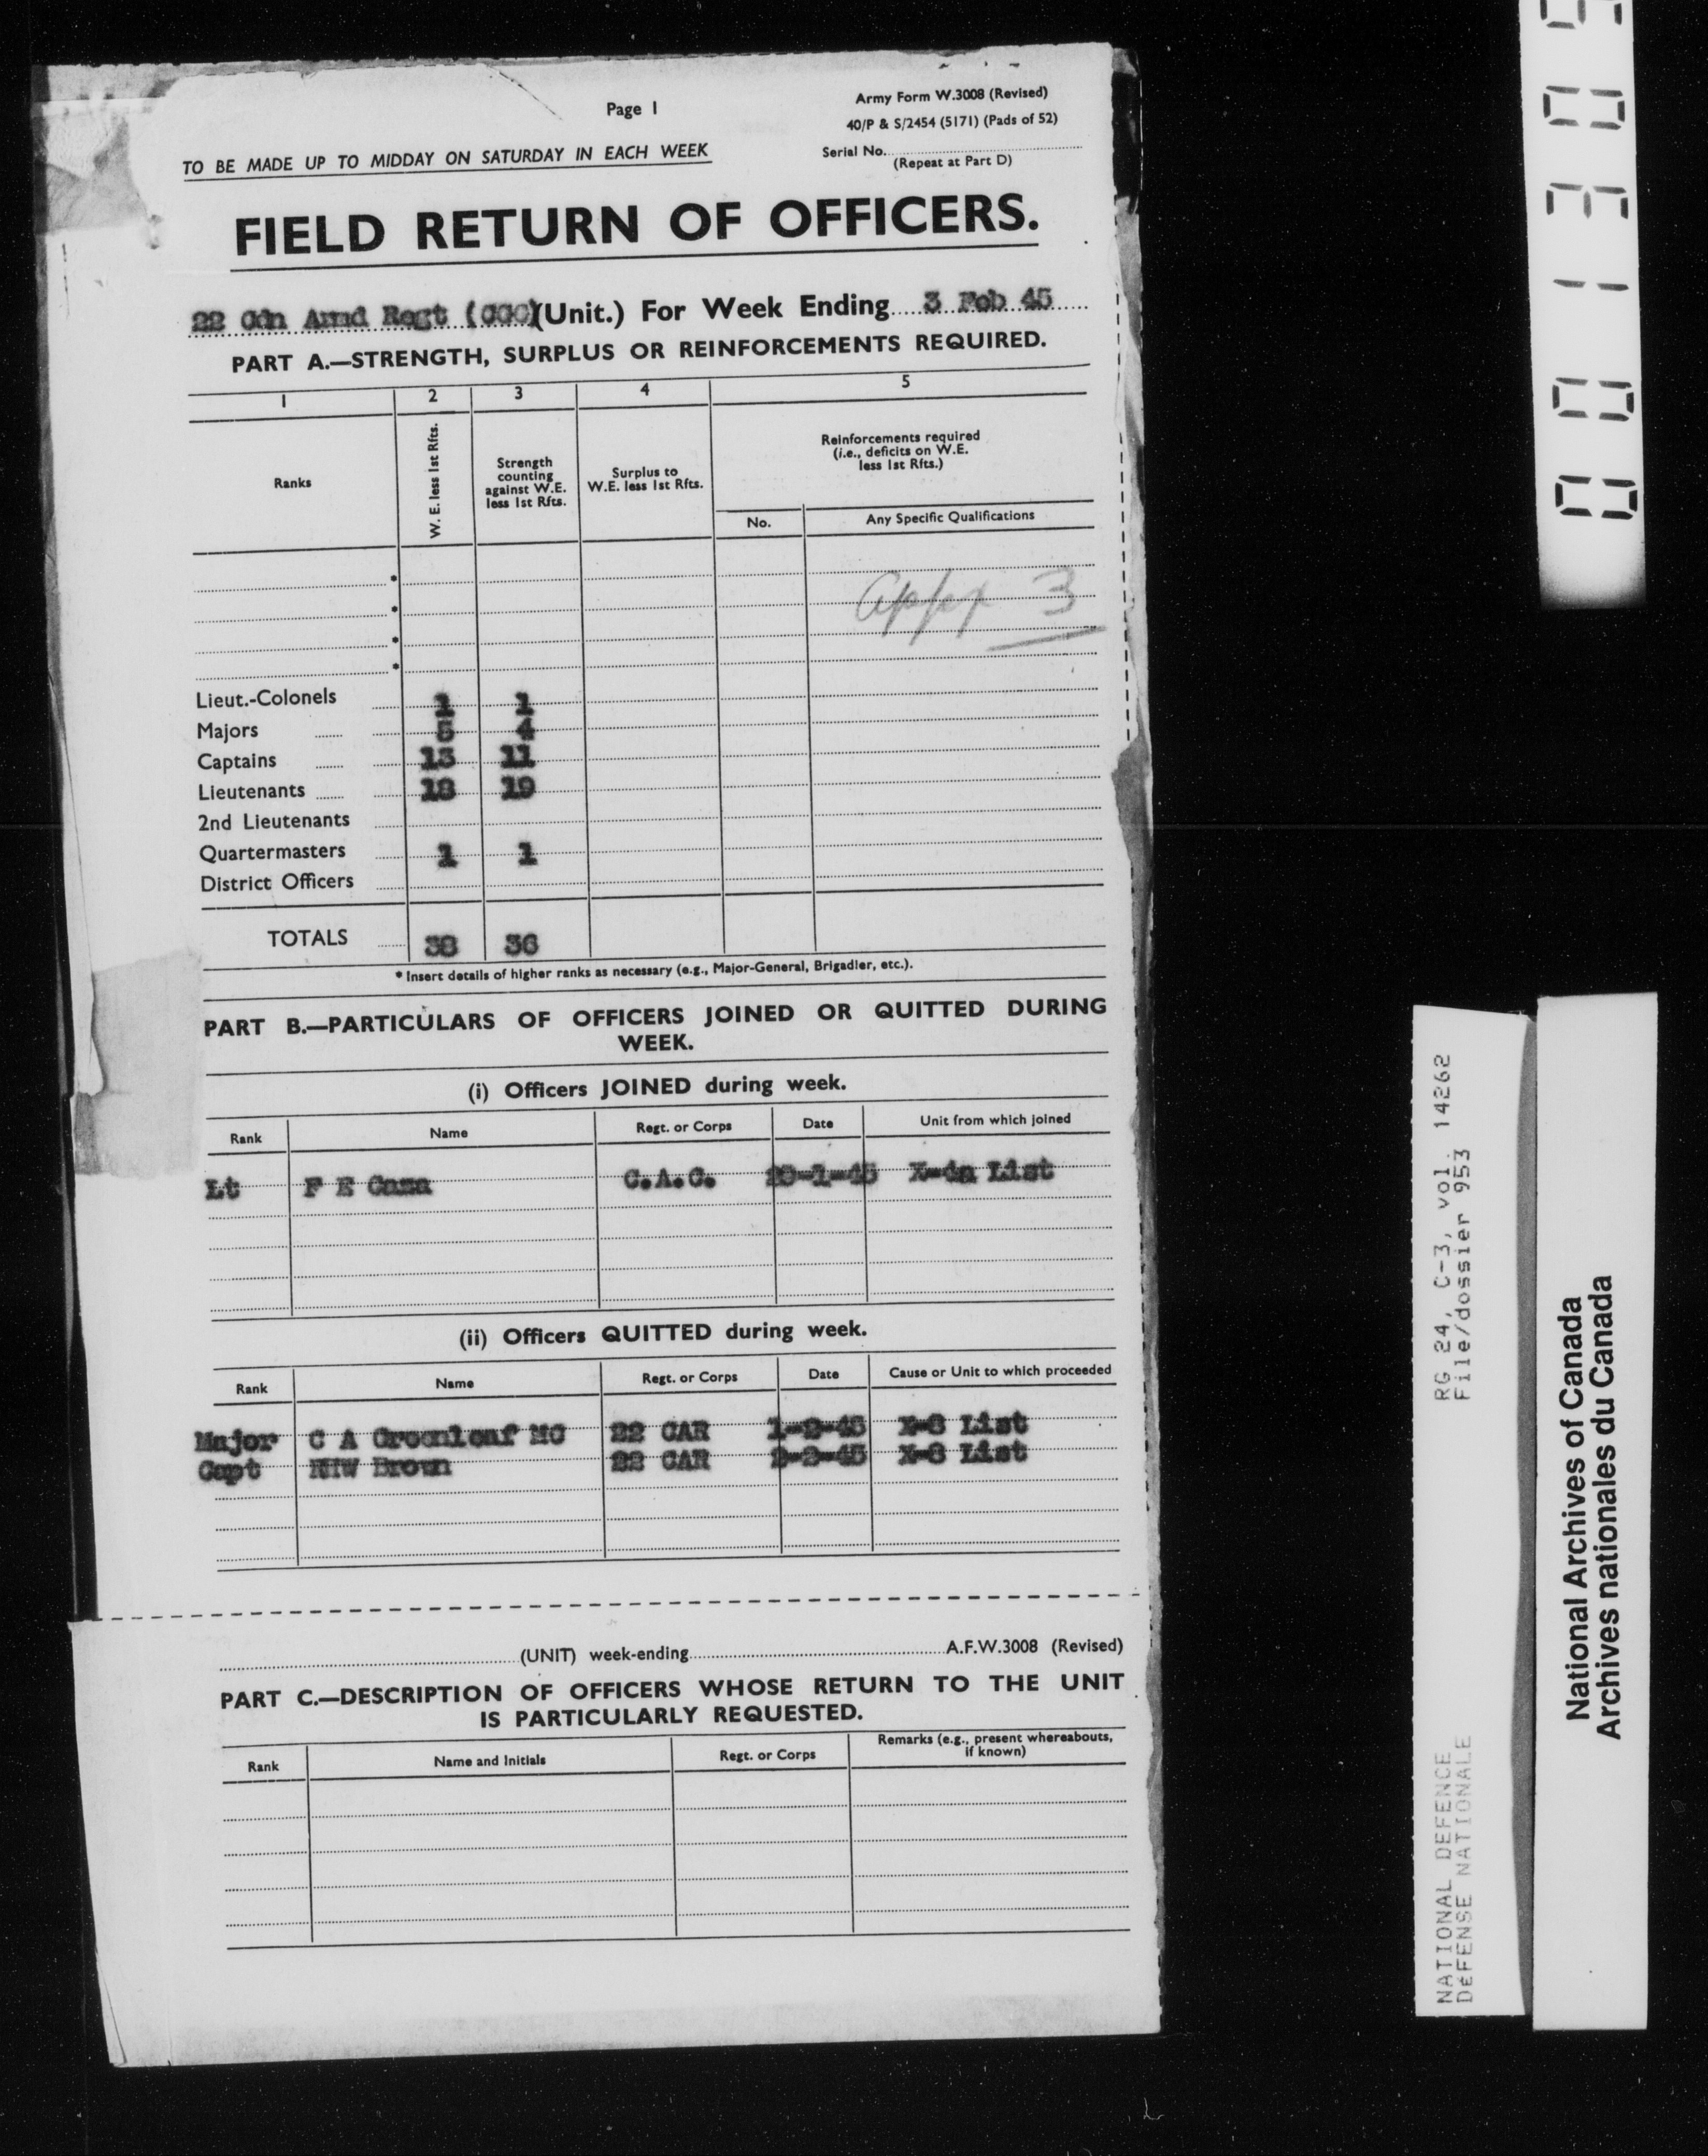 Page 1
Army Form W.3008 (Revised)
40/P & S/2454 (5171) (Pads of 52)
Serial No.
(Repeat at Part D)
TO BE MADE UP TO MIDDAY ON SATURDAY IN EACH WEEK
FIELD RETURN OF OFFICERS.
22 Cdn Armd Regt (CGG) (Unit.) For Week Ending 3 Feb 45
PART A.—STRENGTH, SURPLUS OR REINFORCEMENTS REQUIRED.
1 2 3 4 5
Ranks
W. E. less 1st Rfts.
Strength counting against W.E. less 1st Rfts.
Surplus to W.E. less 1st Rfts.
Reinforcements required
(i.e., deficits on W.E.
less 1st Rfts.)
No. Any Specific Qualifications
Appx 3
Lieut.-Colonels 1 1
Majors 5 4
Captains 13 11
Lieutenants 18 19
2nd Lieutenants
Quartermasters 1 1
District Officers
TOTALS 38 36
* Insert details of higher ranks as necessary (e.g., Major-General, Brigadier, etc.).
PART B.—PARTICULARS OF OFFICERS JOINED OR QUITTED DURING
WEEK.
(i) Officers JOINED during week.
Rank Name Regt. or Corps Date Unit from which joined
Lt F E C.A.C. -1-45 X-4a List
(ii) Officers QUITTED during week.
Rank Name Regt. or Corps Date Cause or Unit to which proceeded
Major C A Greenleaf MC 22 CAR 1-2-45 X-3 List
Capt Brown 22 CAR 2-2-45 X-3 List
(UNIT) week-ending A.F.W.3008 (Revised)
PART C.—DESCRIPTION OF OFFICERS WHOSE RETURN TO THE UNIT
IS PARTICULARLY REQUESTED.
Rank Name and Initials Regt. or Corps Remarks (e.g., present whereabouts, if known)
RG 24, C-3, vol. 14262
File/dossier 953
NATIONAL DEFENCE
DÉFENSE NATIONALE
National Archives of Canada
Archives nationales du Canada